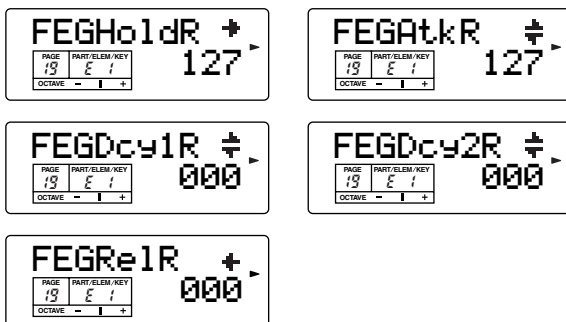 FEGHoldR
127
PAGE PART/ELEM/KEY
19 E 1
OCTAVE - +
FEGAtkR
127
PAGE PART/ELEM/KEY
19 E 1
OCTAVE - +
FEGDcy1R
000
PAGE PART/ELEM/KEY
19 E 1
OCTAVE - +
FEGDcy2R
000
PAGE PART/ELEM/KEY
19 E 1
OCTAVE - +
FEGRelR
000
PAGE PART/ELEM/KEY
19 E 1
OCTAVE - +